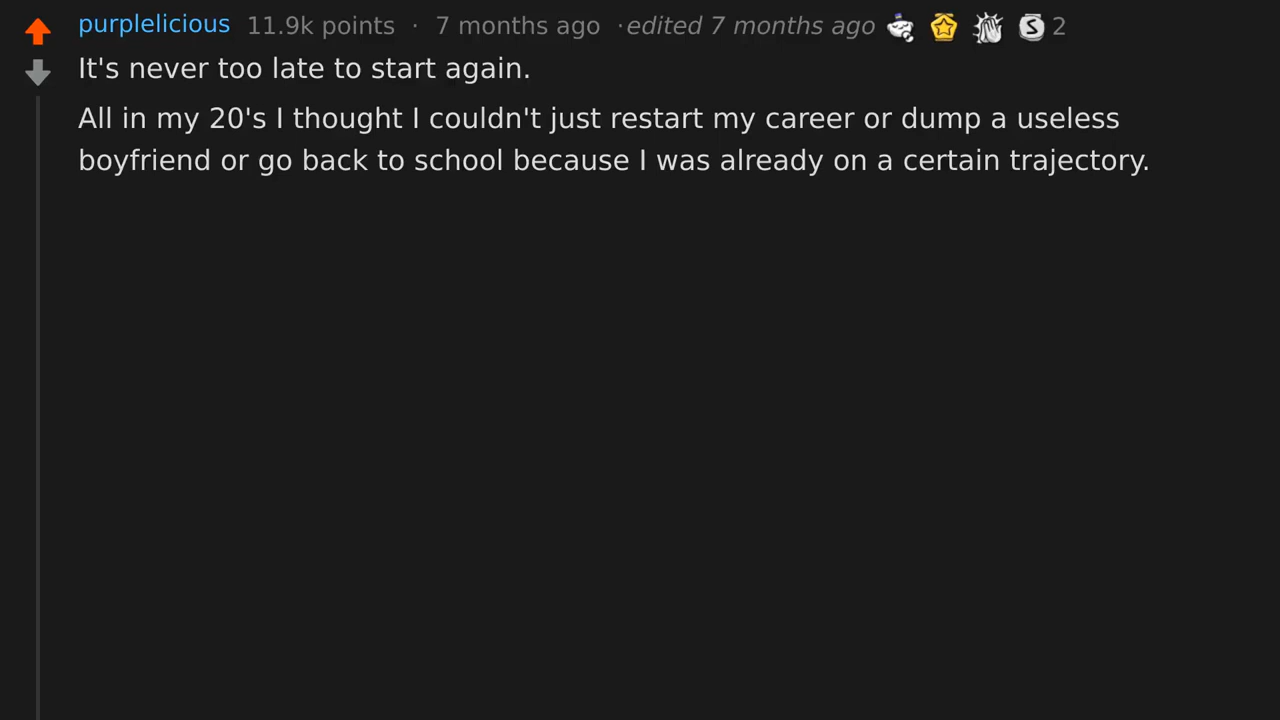 purplelicious 11.9k points · 7 months ago ·edited 7 months ago S 2
It's never too late to start again.
All in my 20's I thought I couldn't just restart my career or dump a useless
boyfriend or go back to school because I was already on a certain trajectory.